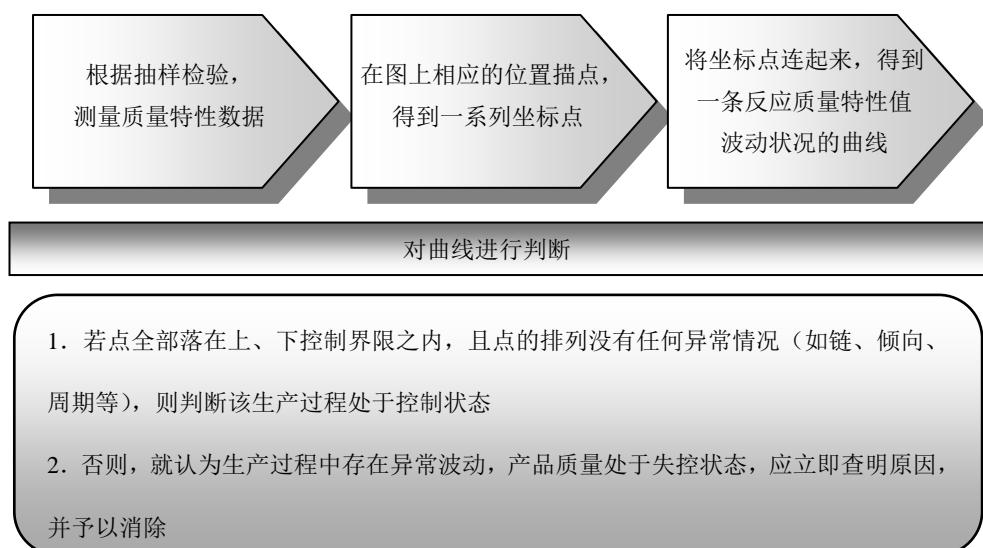 根据抽样检验，
测量质量特性数据
在图上相应的位置描点，
得到一系列坐标点
将坐标点连起来，得到
一条反应质量特性值
波动状况的曲线
对曲线进行判断
1．若点全部落在上、下控制界限之内，且点的排列没有任何异常情况（如链、倾向、
周期等），则判断该生产过程处于控制状态
2．否则，就认为生产过程中存在异常波动，产品质量处于失控状态，应立即查明原因，
并予以消除